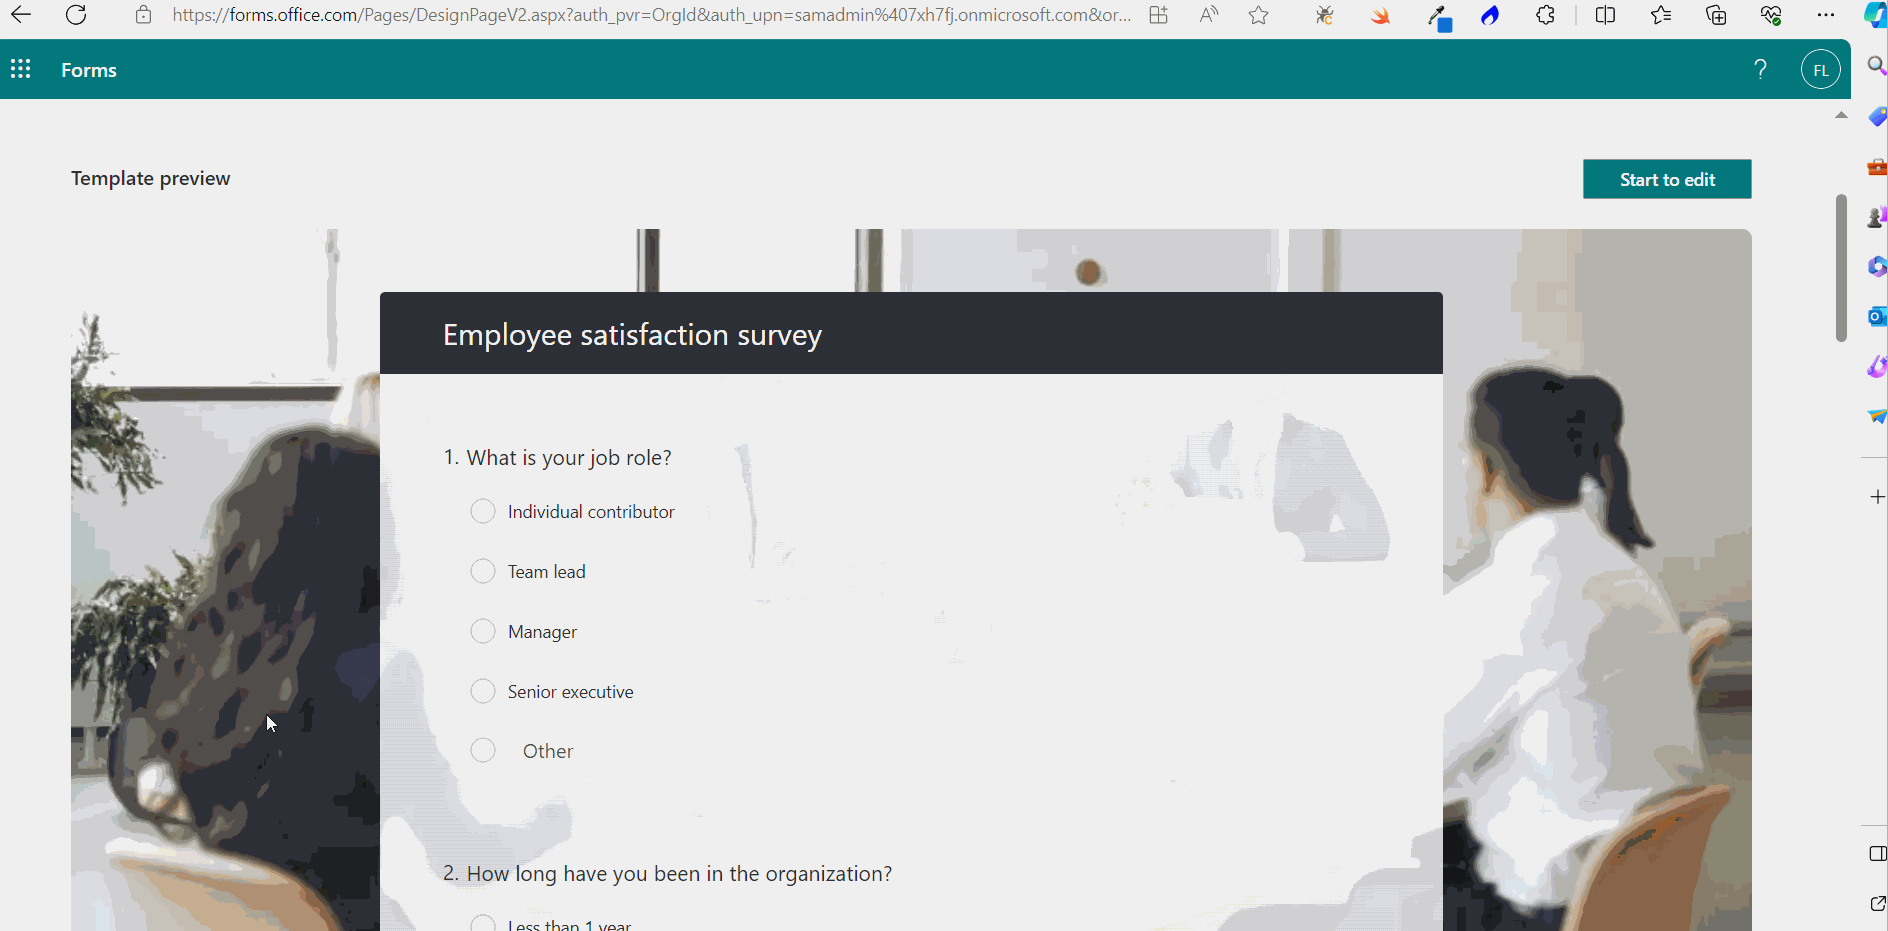 https://forms.office.com/Pages/DesignPageV2.aspx?auth_pvr=OrgId&auth_upn=samadmin%407xh7fj.onmicrosoft.com&or...
Forms
? FL
Template preview
Start to edit
Employee satisfaction survey
1. What is your job role?
Individual contributor
Team lead
Manager
Senior executive
Other
2. How long have you been in the organization?
Less than 1 year